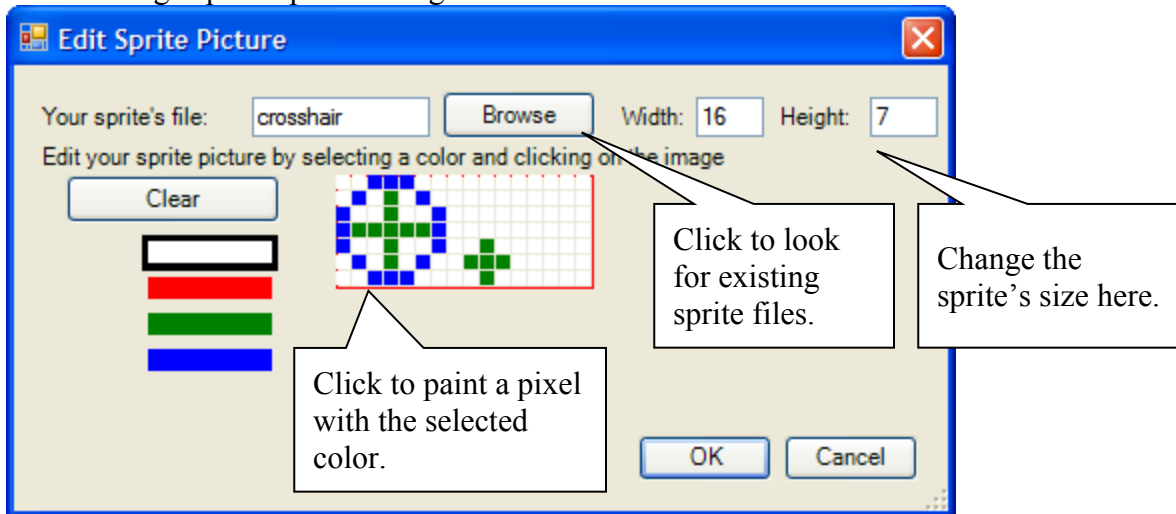 Edit Sprite Picture
Your sprite's file: crosshair Browse Width: 16 Height: 7
Edit your sprite picture by selecting a color and clicking on the image
Clear
Click to look
for existing
sprite files.
Change the
sprite’s size here.
Click to paint a pixel
with the selected
color.
OK Cancel